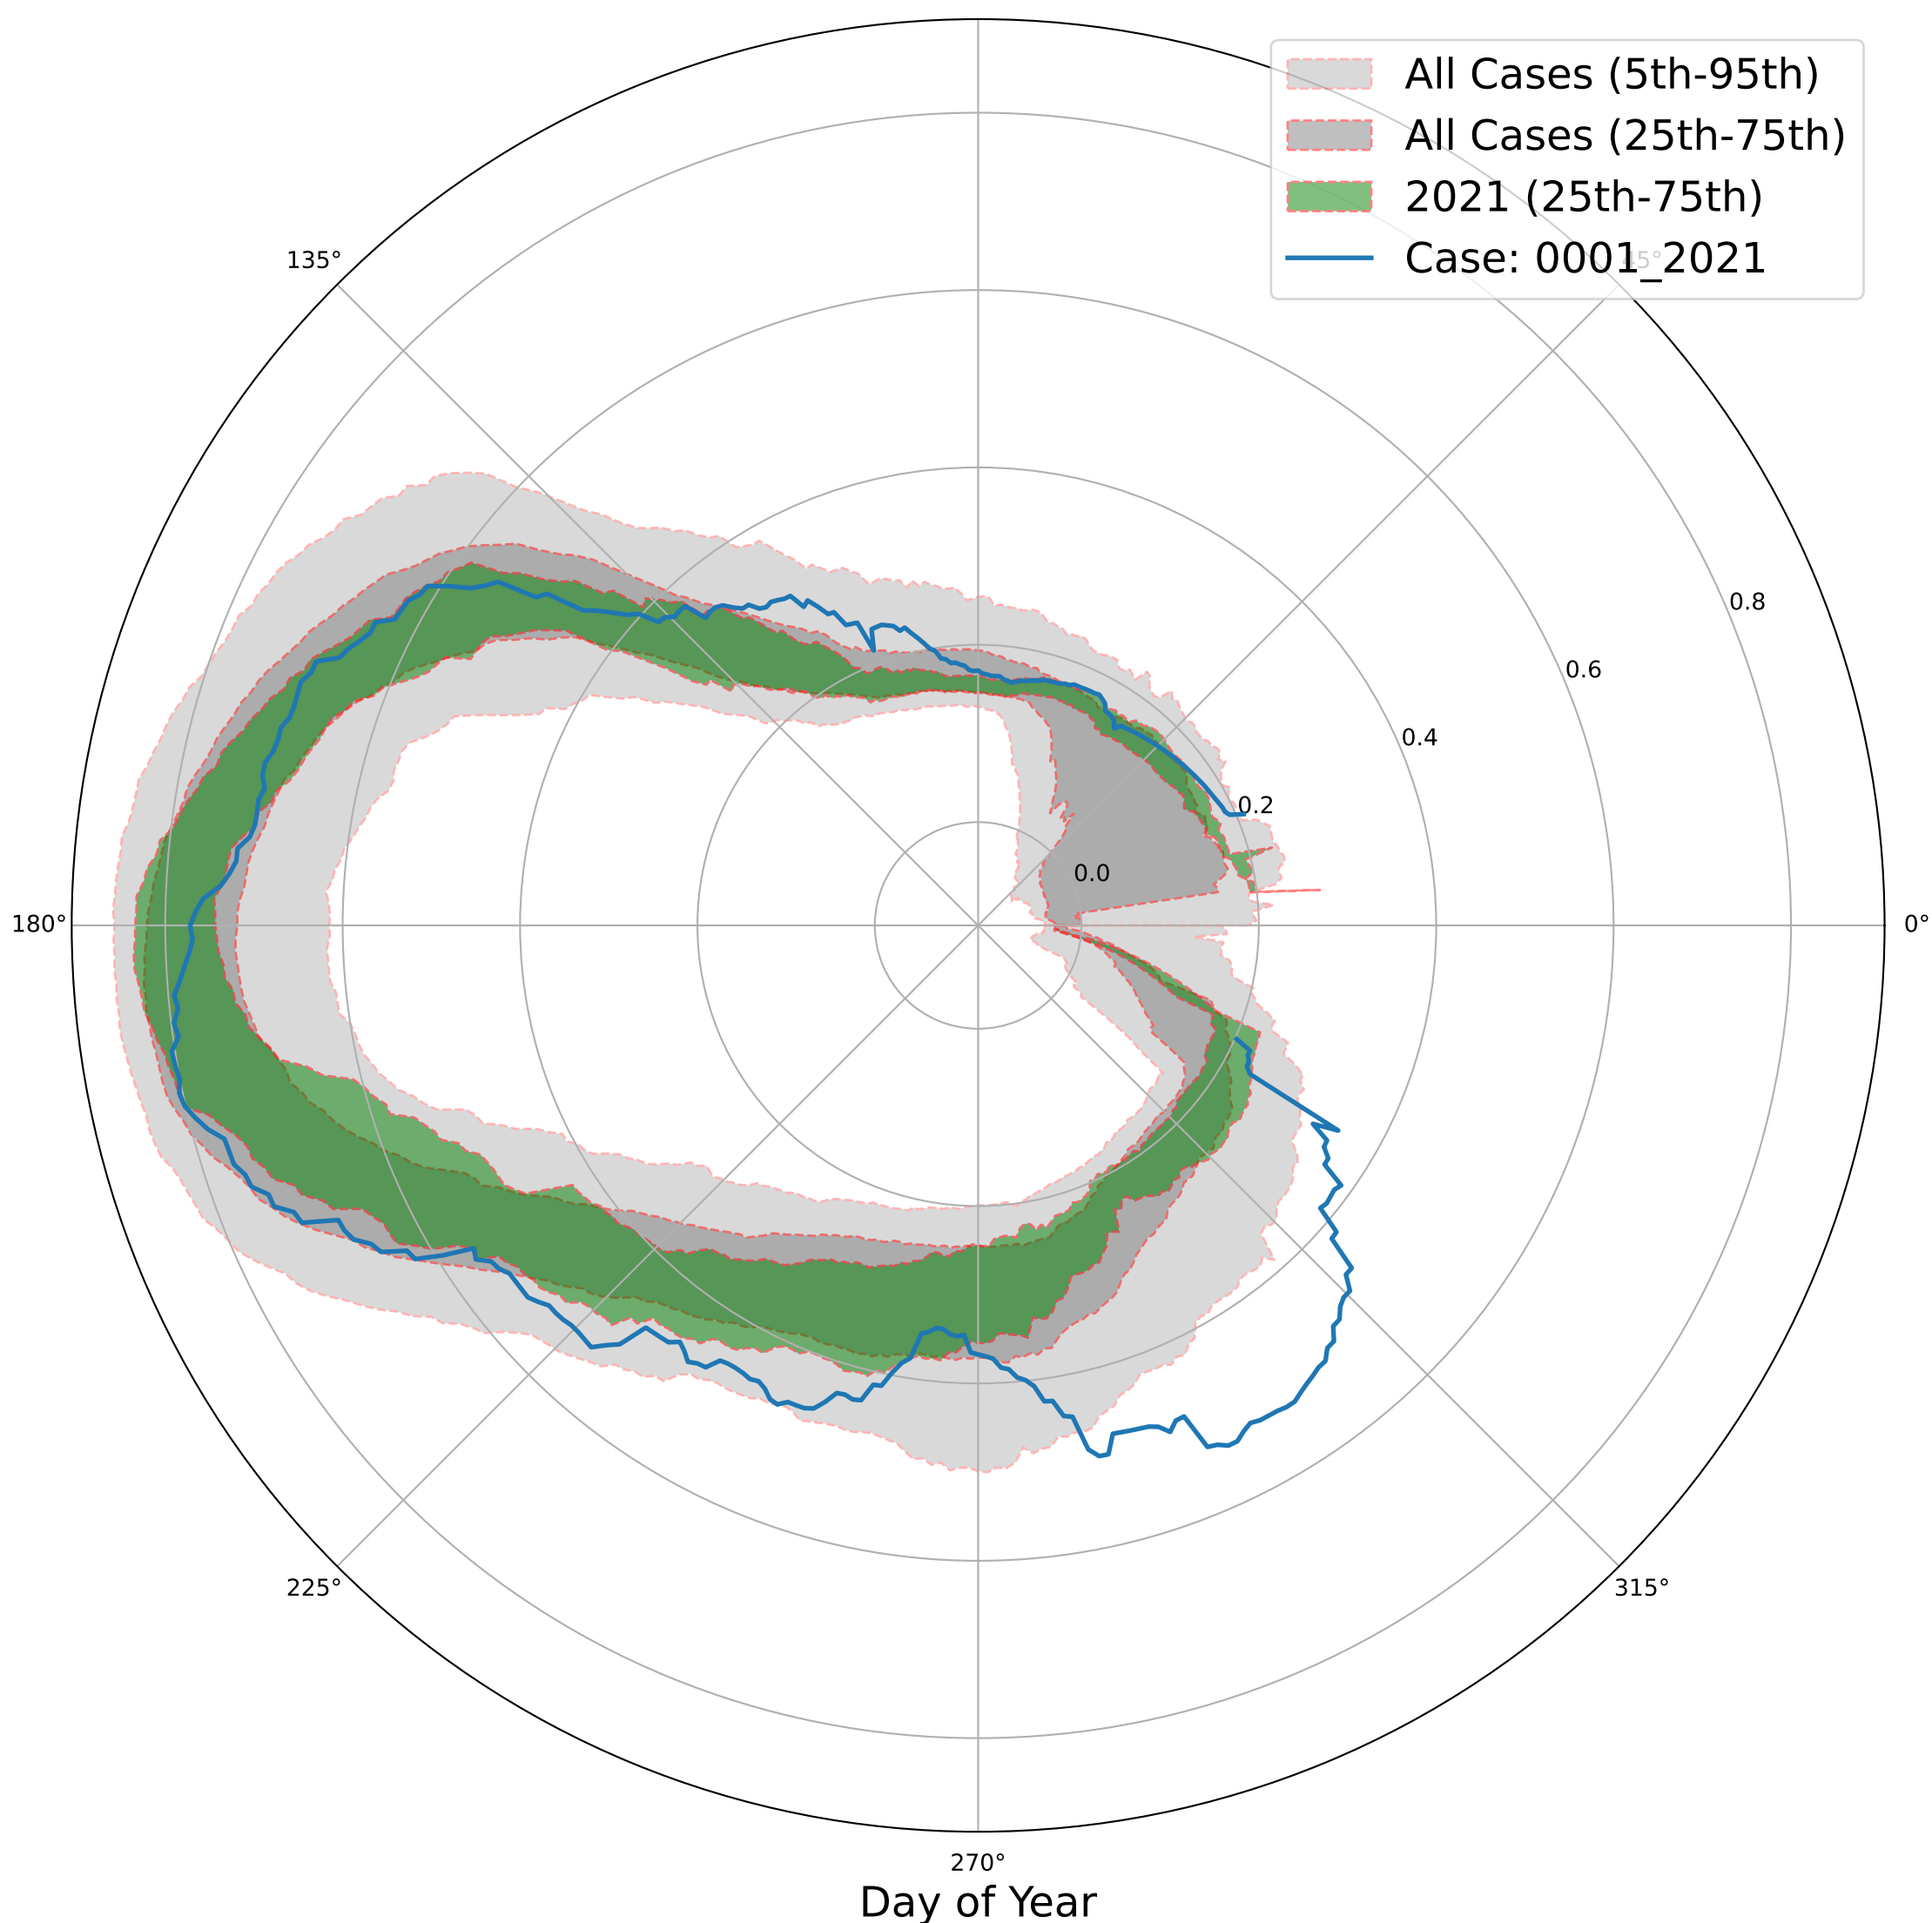 All Cases (5th-95th)
All Cases (25th-75th)
2021 (25th-75th)
Case: 0001_2021
45°
135°
0.8
0.6
0.4
0.2
0.0
180°
0°
225°
315°
270°
Day of Year